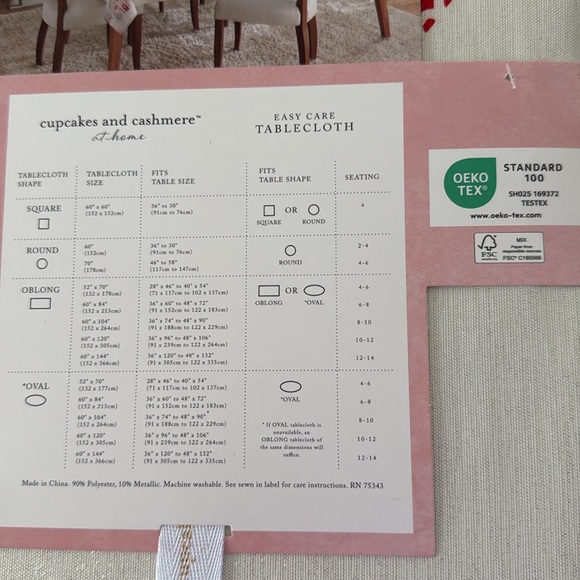 cupcakes and cashmere™
at home
EASY CARE
TABLECLOTH
TABLECLOTH SHAPE TABLECLOTH SIZE FITS TABLE SIZE FITS TABLE SHAPE SEATING
SQUARE 60" x 60" 36" to 30" OR 4
(152 x 152cm) (91cm to 76cm) SQUARE ROUND
ROUND 60" 36" to 30" 2-4
(152cm) (91cm to 76cm)
70" 46" to 58" ROUND 4-6
(178cm) (117cm to 147cm)
OBLONG 52" x 70" 28" x 46" to 40" x 54" OR 4-6
(132 x 178cm) (71 x 117cm to 102 x 137cm) OBLONG *OVAL
60" x 84" 36" x 60" to 48" x 72" 6-8
(152 x 213cm) (91 x 152cm to 122 x 183cm)
60" x 104" 36" x 74" to 48" x 90" 8-10
(152 x 264cm) (91 x 188cm to 122 x 229cm)
60" x 120" 36" x 96" to 48" x 106" 10-12
(152 x 305cm) (91 x 239cm to 122 x 264cm)
60" x 144" 36" x 120" to 48" x 132" 12-14
(152 x 366cm) (91 x 305cm to 122 x 335cm)
*OVAL 52" x 70" 28" x 46" to 40" x 54" 4-6
(132 x 177cm) (71 x 117cm to 102 x 137cm) *OVAL
60" x 84" 36" x 60" to 48" x 72" 6-8
(152 x 213cm) (91 x 152cm to 122 x 183cm)
60" x 104" 36" x 74" to 48" x 90" 8-10
(152 x 264cm) (91 x 188cm to 122 x 229cm)
60" x 120" 36" x 96" to 48" x 106" 10-12
(152 x 305cm) (91 x 239cm to 122 x 264cm)
60" x 144" 36" x 120" to 48" x 132" 12-14
(152 x 366cm) (91 x 305cm to 122 x 335cm)
* If OVAL tablecloth is
unavailable, an
OBLONG tablecloth of
the same dimensions will
suffice.
Made in China. 90% Polyester, 10% Metallic. Machine washable. See sewn in label for care instructions. RN 75343
OEKO
TEX®
STANDARD
100
SH025 169372
TESTEX
www.oeko-tex.com
FSC
MIX
Paper from
responsible sources
FSC® C195566